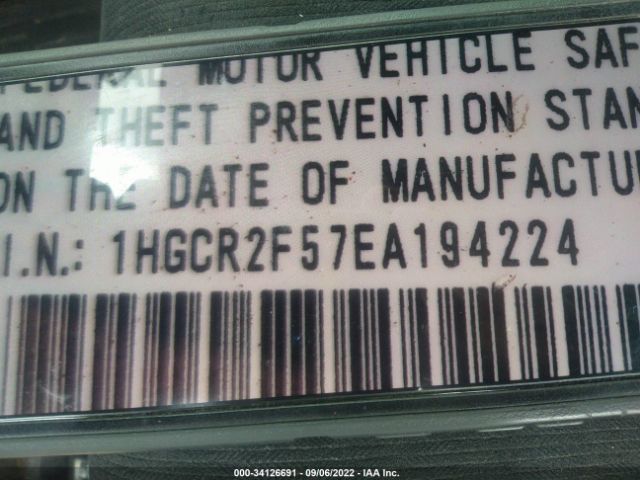 FEDERAL MOTOR VEHICLE SAF
AND THEFT PREVENTION STAN
ON THE DATE OF MANUFACTU
I.N.: 1HGCR2F57EA194224
000-34126691 - 09/06/2022 - IAA Inc.